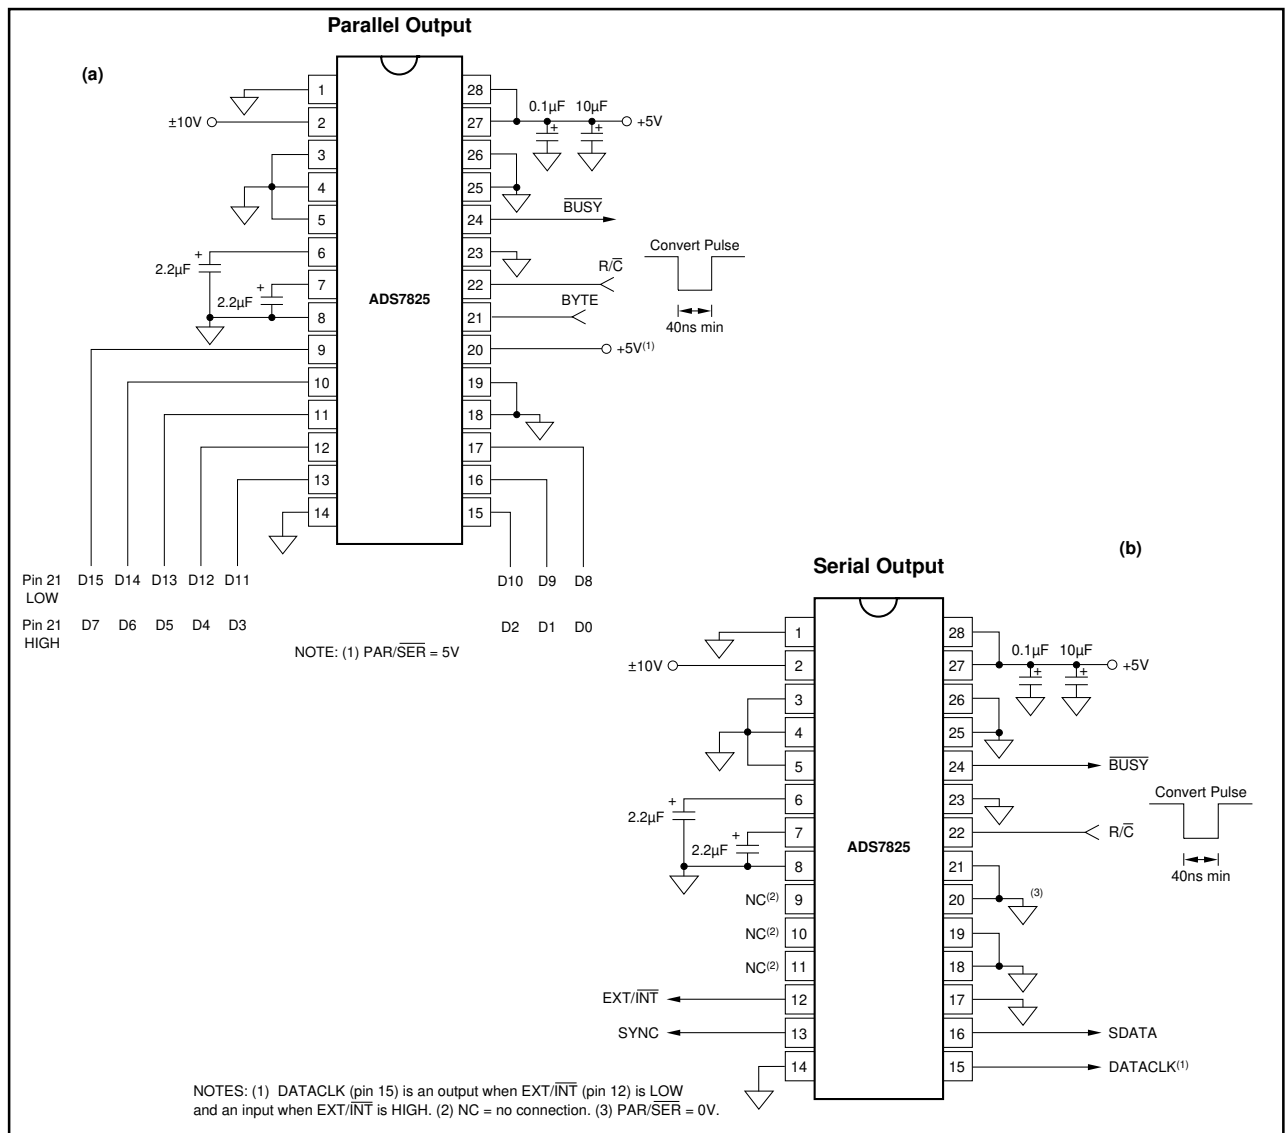 Parallel Output
(a)
1
2
3
4
5
6
7
8
9
10
11
12
13
14
28
27
26
25
24
23
22
21
20
19
18
17
16
15
ADS7825
±10V
2.2µF
2.2µF
0.1µF 10µF
+
+
+
+
+5V
BUSY
R/C
BYTE
+5V(1)
Convert Pulse
40ns min
Pin 21 LOW D15 D14 D13 D12 D11 D10 D9 D8
Pin 21 HIGH D7 D6 D5 D4 D3 D2 D1 D0
NOTE: (1) PAR/SER = 5V
(b)
Serial Output
1
2
3
4
5
6
7
8
9
10
11
12
13
14
28
27
26
25
24
23
22
21
20
19
18
17
16
15
ADS7825
±10V
2.2µF
2.2µF
NC(2)
NC(2)
NC(2)
EXT/INT
SYNC
0.1µF 10µF
+
+
+
+
+5V
BUSY
R/C
(3)
SDATA
DATACLK(1)
Convert Pulse
40ns min
NOTES: (1) DATACLK (pin 15) is an output when EXT/INT (pin 12) is LOW
and an input when EXT/INT is HIGH. (2) NC = no connection. (3) PAR/SER = 0V.